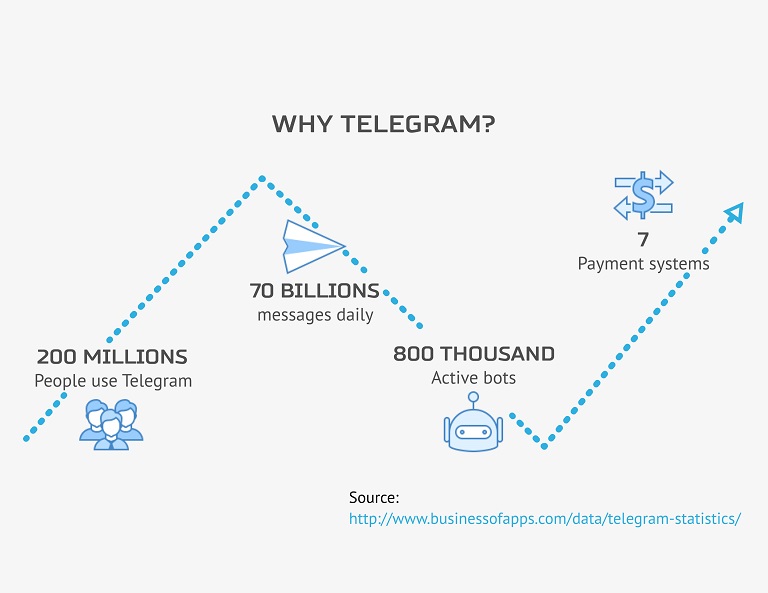 WHY TELEGRAM?
200 MILLIONS
People use Telegram
70 BILLIONS
messages daily
800 THOUSAND
Active bots
$
7
Payment systems
Source:
http://www.businessofapps.com/data/telegram-statistics/